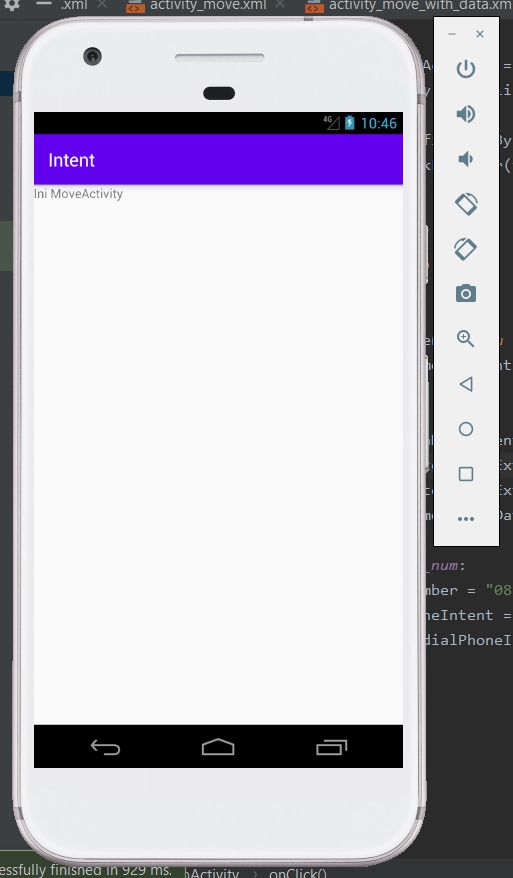 .xml
activity_move.xml
activity_move_with_data.xm
4G
10:46
Intent
Ini MoveActivity
_num:
mber = "08
neIntent =
dialPhoneI
essfully finished in 929 ms.
Activity > onClick()